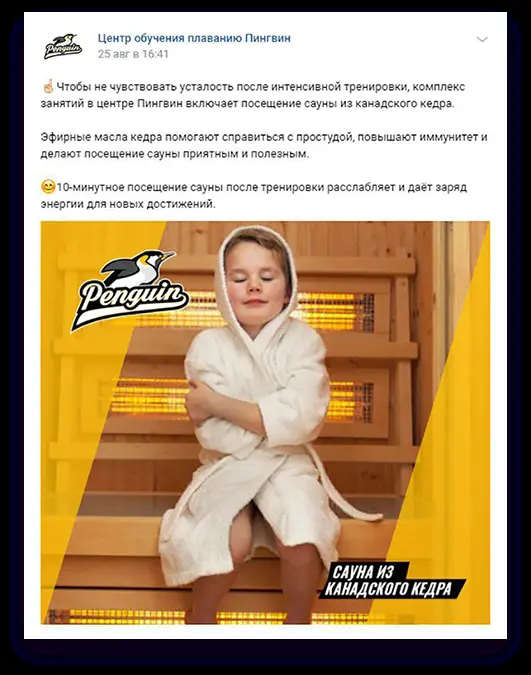 Penguin
Центр обучения плаванию Пингвин
25 авг в 16:41
☝Чтобы не чувствовать усталость после интенсивной тренировки, комплекс
занятий в центре Пингвин включает посещение сауны из канадского кедра.
Эфирные масла кедра помогают справиться с простудой, повышают иммунитет и
делают посещение сауны приятным и полезным.
😊10-минутное посещение сауны после тренировки расслабляет и даёт заряд
энергии для новых достижений.
Penguin
САУНА ИЗ
КАНАДСКОГО КЕДРА